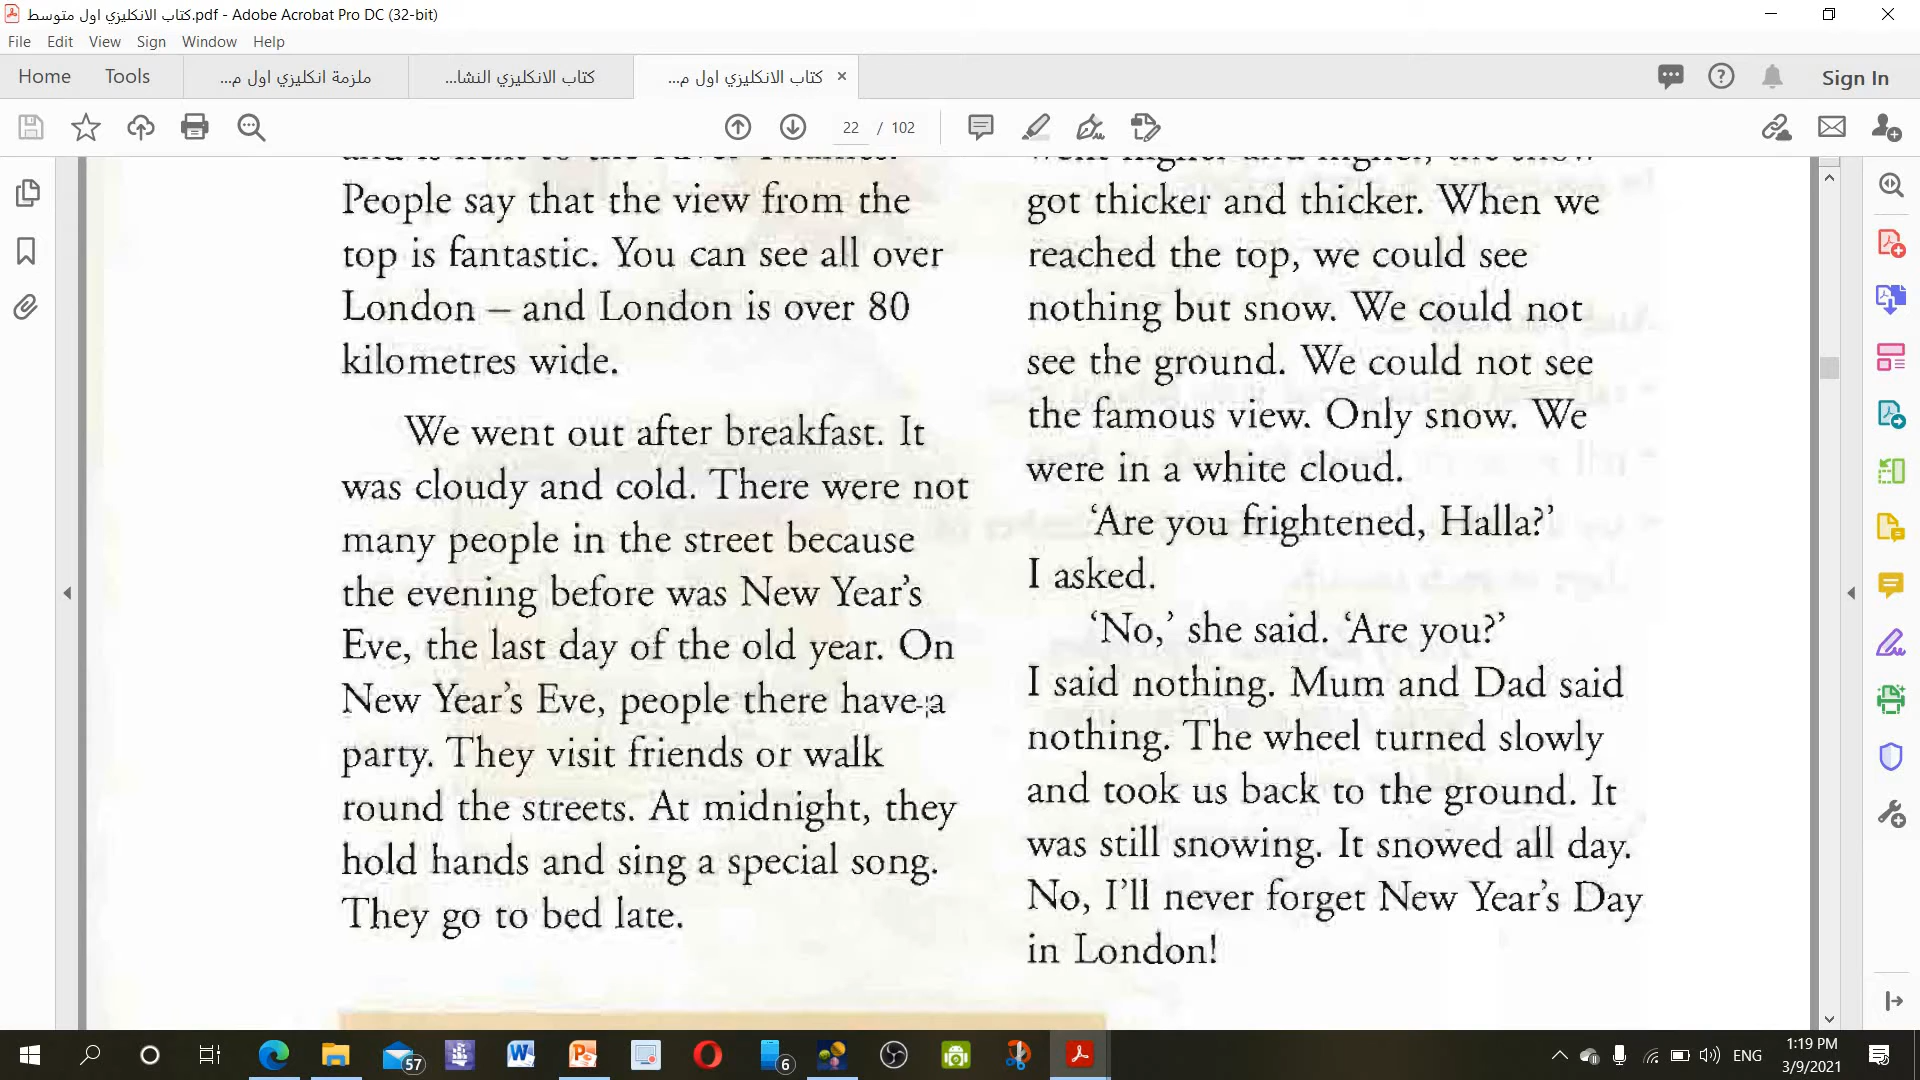 كتاب الانكليزي اول متوسط.pdf - Adobe Acrobat Pro DC (32-bit)
File Edit View Sign Window Help
Home Tools ملزمة انكليزي اول م... كتاب الانكليزي النشا... كتاب الانكليزي اول م... × Sign In
22 / 102
People say that the view from the
top is fantastic. You can see all over
London – and London is over 80
kilometres wide.
We went out after breakfast. It
was cloudy and cold. There were not
many people in the street because
the evening before was New Year's
Eve, the last day of the old year. On
New Year's Eve, people there have a
party. They visit friends or walk
round the streets. At midnight, they
hold hands and sing a special song.
They go to bed late.
got thicker and thicker. When we
reached the top, we could see
nothing but snow. We could not
see the ground. We could not see
the famous view. Only snow. We
were in a white cloud.
‘Are you frightened, Halla?’
I asked.
‘No,’ she said. ‘Are you?’
I said nothing. Mum and Dad said
nothing. The wheel turned slowly
and took us back to the ground. It
was still snowing. It snowed all day.
No, I'll never forget New Year's Day
in London!
57 6 ENG 1:19 PM
3/9/2021